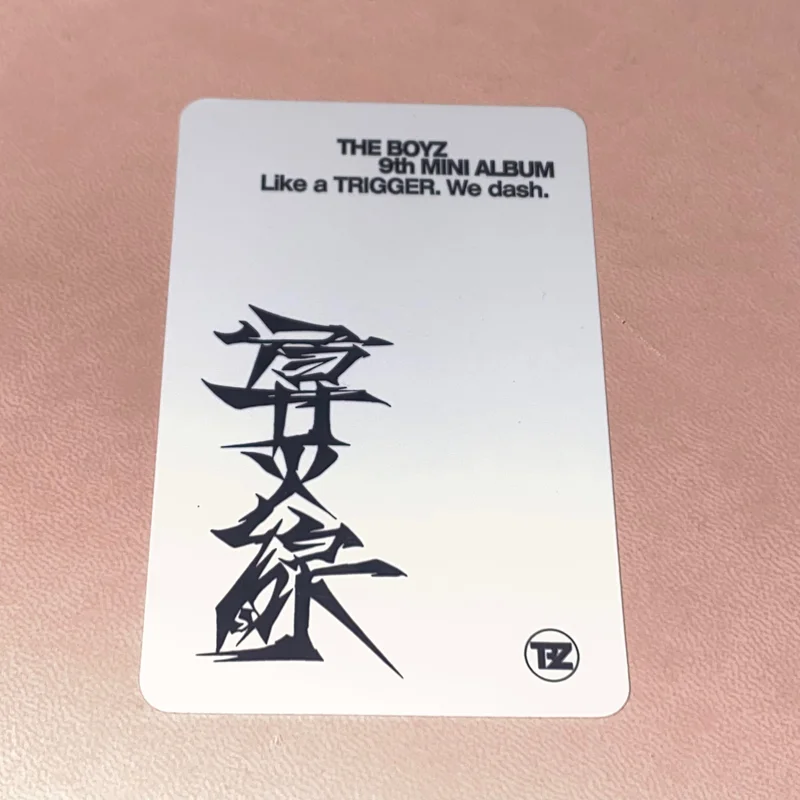 THE BOYZ
9th MINI ALBUM
Like a TRIGGER. We dash.
導火線
TBZ